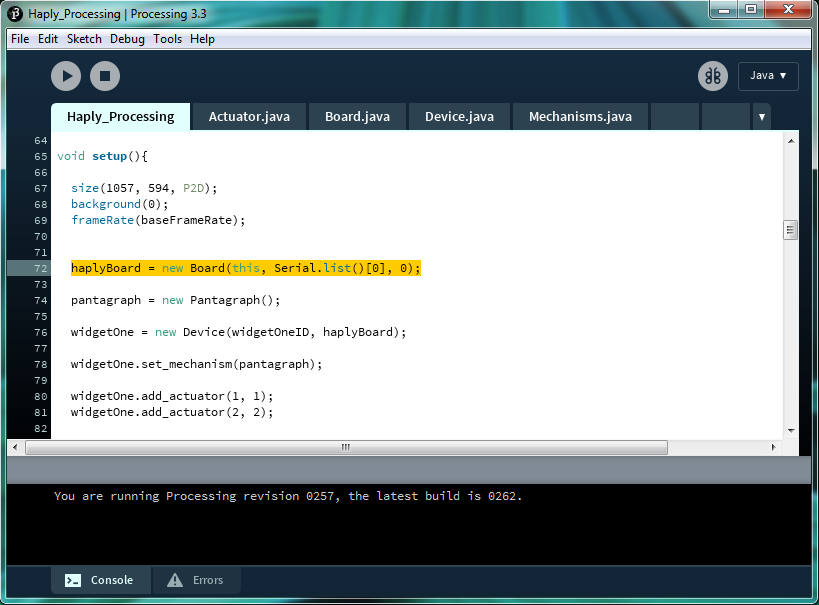 Haply_Processing | Processing 3.3
File Edit Sketch Debug Tools Help
Java ▼
Haply_Processing Actuator.java Board.java Device.java Mechanisms.java ▼
64
65 void setup(){
66
67 size(1057, 594, P2D);
68 background(0);
69 frameRate(baseFrameRate);
70
71
72 haplyBoard = new Board(this, Serial.list()[0], 0);
73
74 pantagraph = new Pantagraph();
75
76 widgetOne = new Device(widgetOneID, haplyBoard);
77
78 widgetOne.set_mechanism(pantagraph);
79
80 widgetOne.add_actuator(1, 1);
81 widgetOne.add_actuator(2, 2);
82
You are running Processing revision 0257, the latest build is 0262.
Console Errors